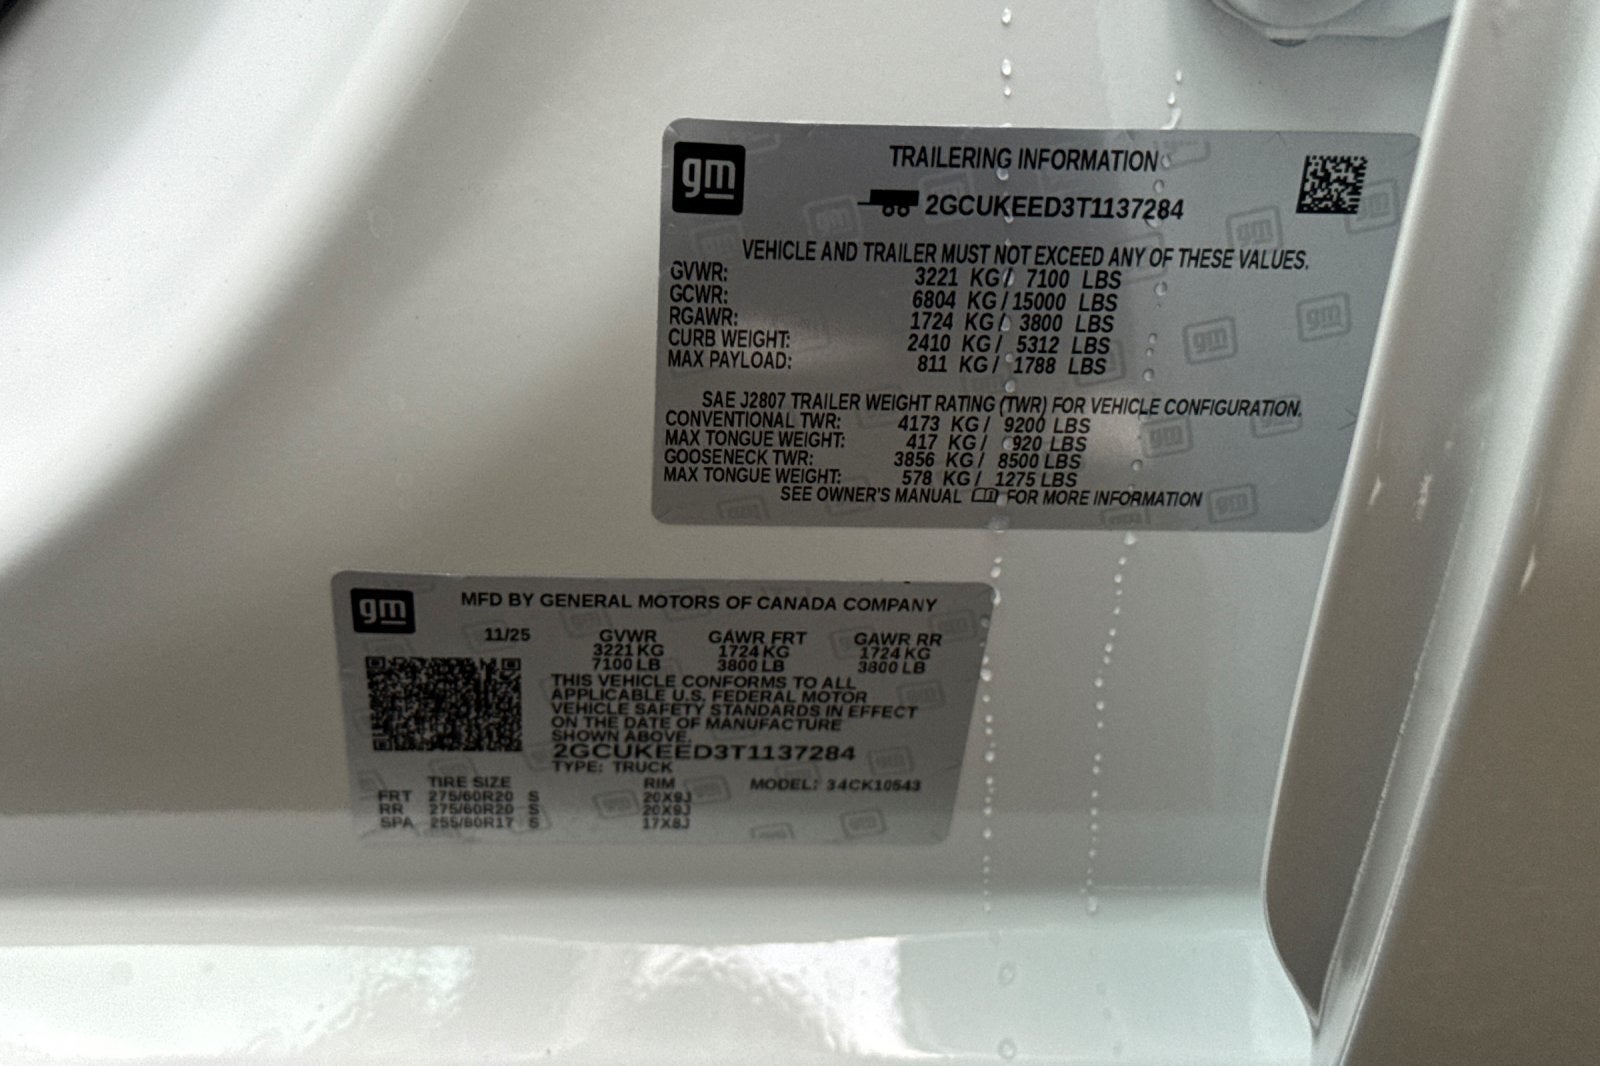 gm
TRAILERING INFORMATION
2GCUKEED3T1137284
VEHICLE AND TRAILER MUST NOT EXCEED ANY OF THESE VALUES.
GVWR: 3221 KG / 7100 LBS
GCWR: 6804 KG / 15000 LBS
RGAWR: 1724 KG / 3800 LBS
CURB WEIGHT: 2410 KG / 5312 LBS
MAX PAYLOAD: 811 KG / 1788 LBS
SAE J2807 TRAILER WEIGHT RATING (TWR) FOR VEHICLE CONFIGURATION.
CONVENTIONAL TWR: 4173 KG / 9200 LBS
MAX TONGUE WEIGHT: 417 KG / 920 LBS
GOOSENECK TWR: 3856 KG / 8500 LBS
MAX TONGUE WEIGHT: 578 KG / 1275 LBS
SEE OWNER'S MANUAL FOR MORE INFORMATION
gm
MFD BY GENERAL MOTORS OF CANADA COMPANY
11/25 GVWR GAWR FRT GAWR RR
3221 KG 1724 KG 1724 KG
7100 LB 3800 LB 3800 LB
THIS VEHICLE CONFORMS TO ALL
APPLICABLE U.S. FEDERAL MOTOR
VEHICLE SAFETY STANDARDS IN EFFECT
ON THE DATE OF MANUFACTURE
SHOWN ABOVE.
2GCUKEED3T1137284
TYPE: TRUCK
TIRE SIZE RIM MODEL: 34CK10543
FRT 275/60R20 S 20X9J
RR 275/60R20 S 20X9J
SPA 255/80R17 S 17X8J